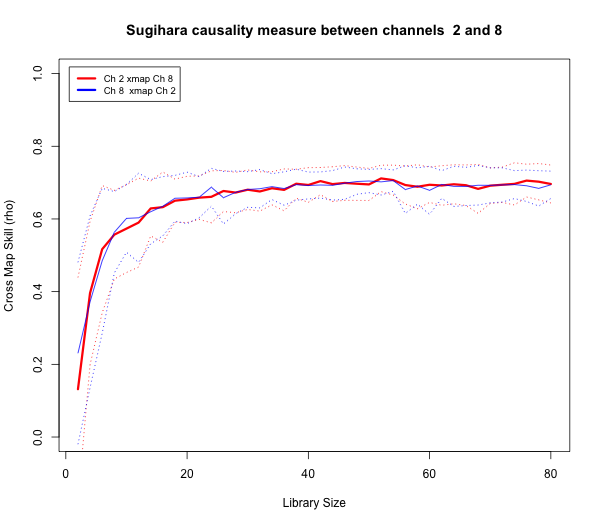 Sugihara causality measure between channels  2 and 8
Ch 2 xmap Ch 8
Ch 8  xmap Ch 2
Cross Map Skill (rho)
1.0
0.8
0.6
0.4
0.2
0.0
0 20 40 60 80
Library Size